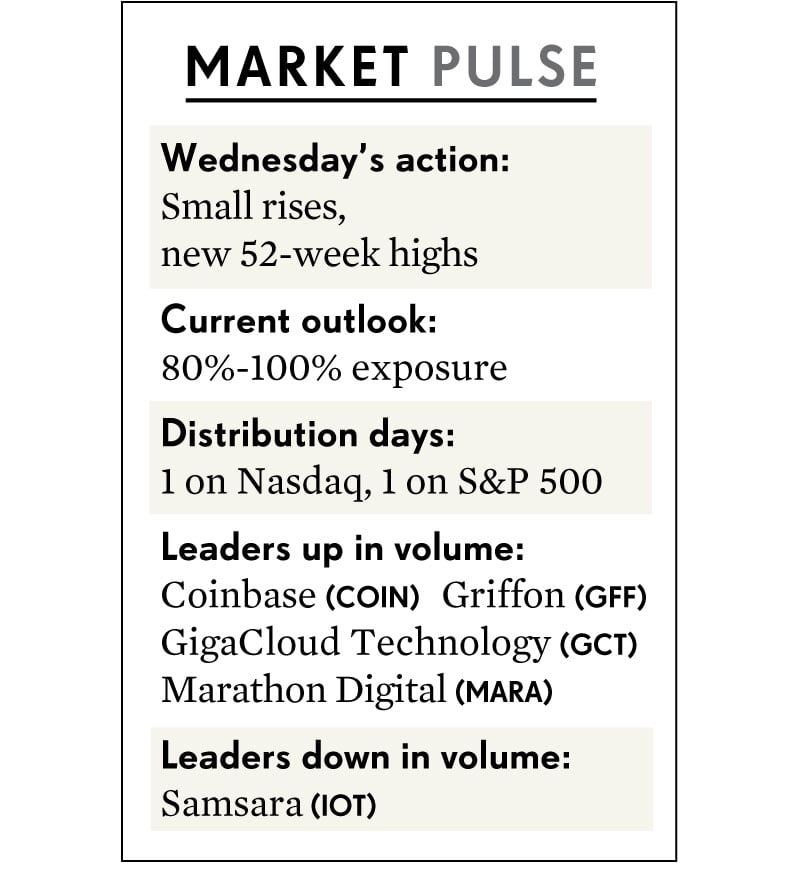 MARKET PULSE
Wednesday’s action:
Small rises,
new 52-week highs
Current outlook:
80%-100% exposure
Distribution days:
1 on Nasdaq, 1 on S&P 500
Leaders up in volume:
Coinbase (COIN) Griffon (GFF)
GigaCloud Technology (GCT)
Marathon Digital (MARA)
Leaders down in volume:
Samsara (IOT)